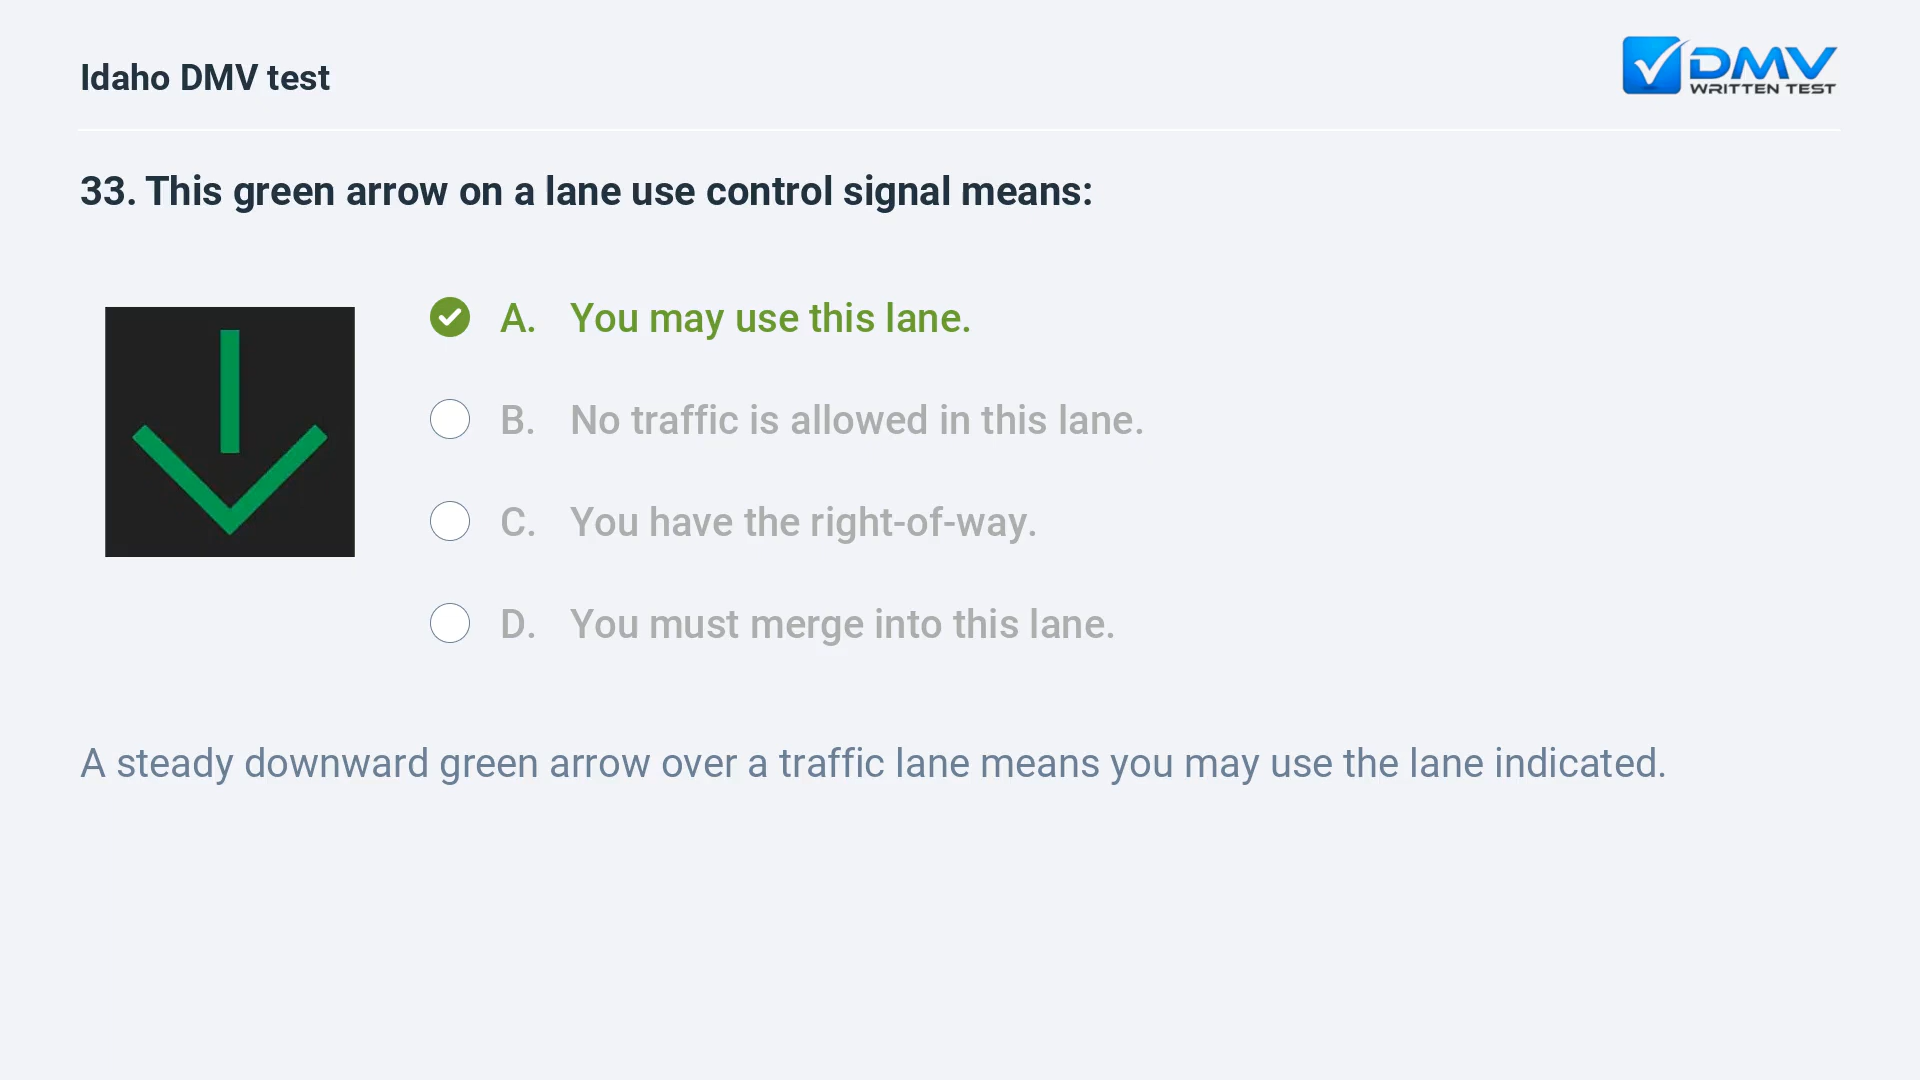 Idaho DMV test
DMV
WRITTEN TEST
33. This green arrow on a lane use control signal means:
A. You may use this lane.
B. No traffic is allowed in this lane.
C. You have the right-of-way.
D. You must merge into this lane.
A steady downward green arrow over a traffic lane means you may use the lane indicated.